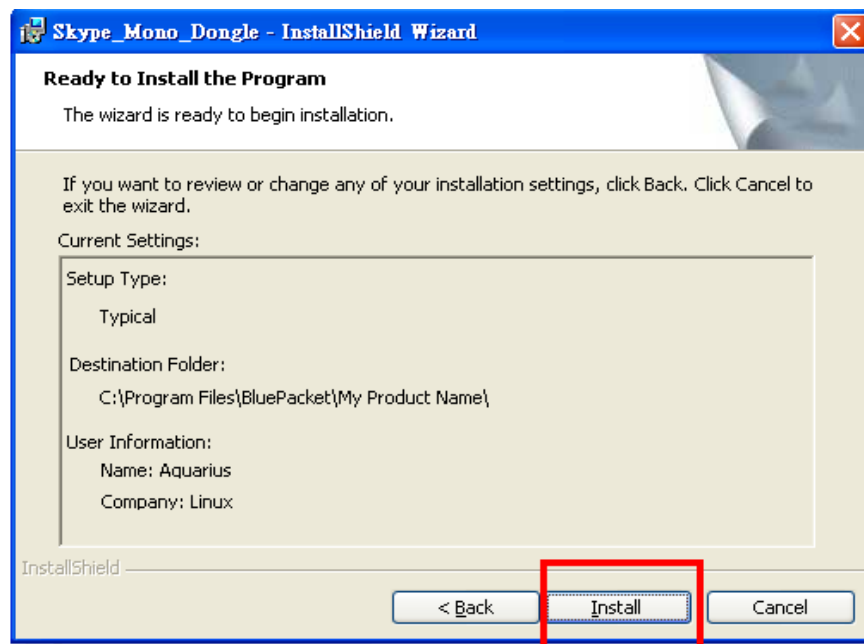 Skype_Mono_Dongle - InstallShield Wizard
Ready to Install the Program
The wizard is ready to begin installation.
If you want to review or change any of your installation settings, click Back. Click Cancel to
exit the wizard.
Current Settings:
Setup Type:
Typical
Destination Folder:
C:\Program Files\BluePacket\My Product Name\
User Information:
Name: Aquarius
Company: Linux
InstallShield
< Back Install Cancel